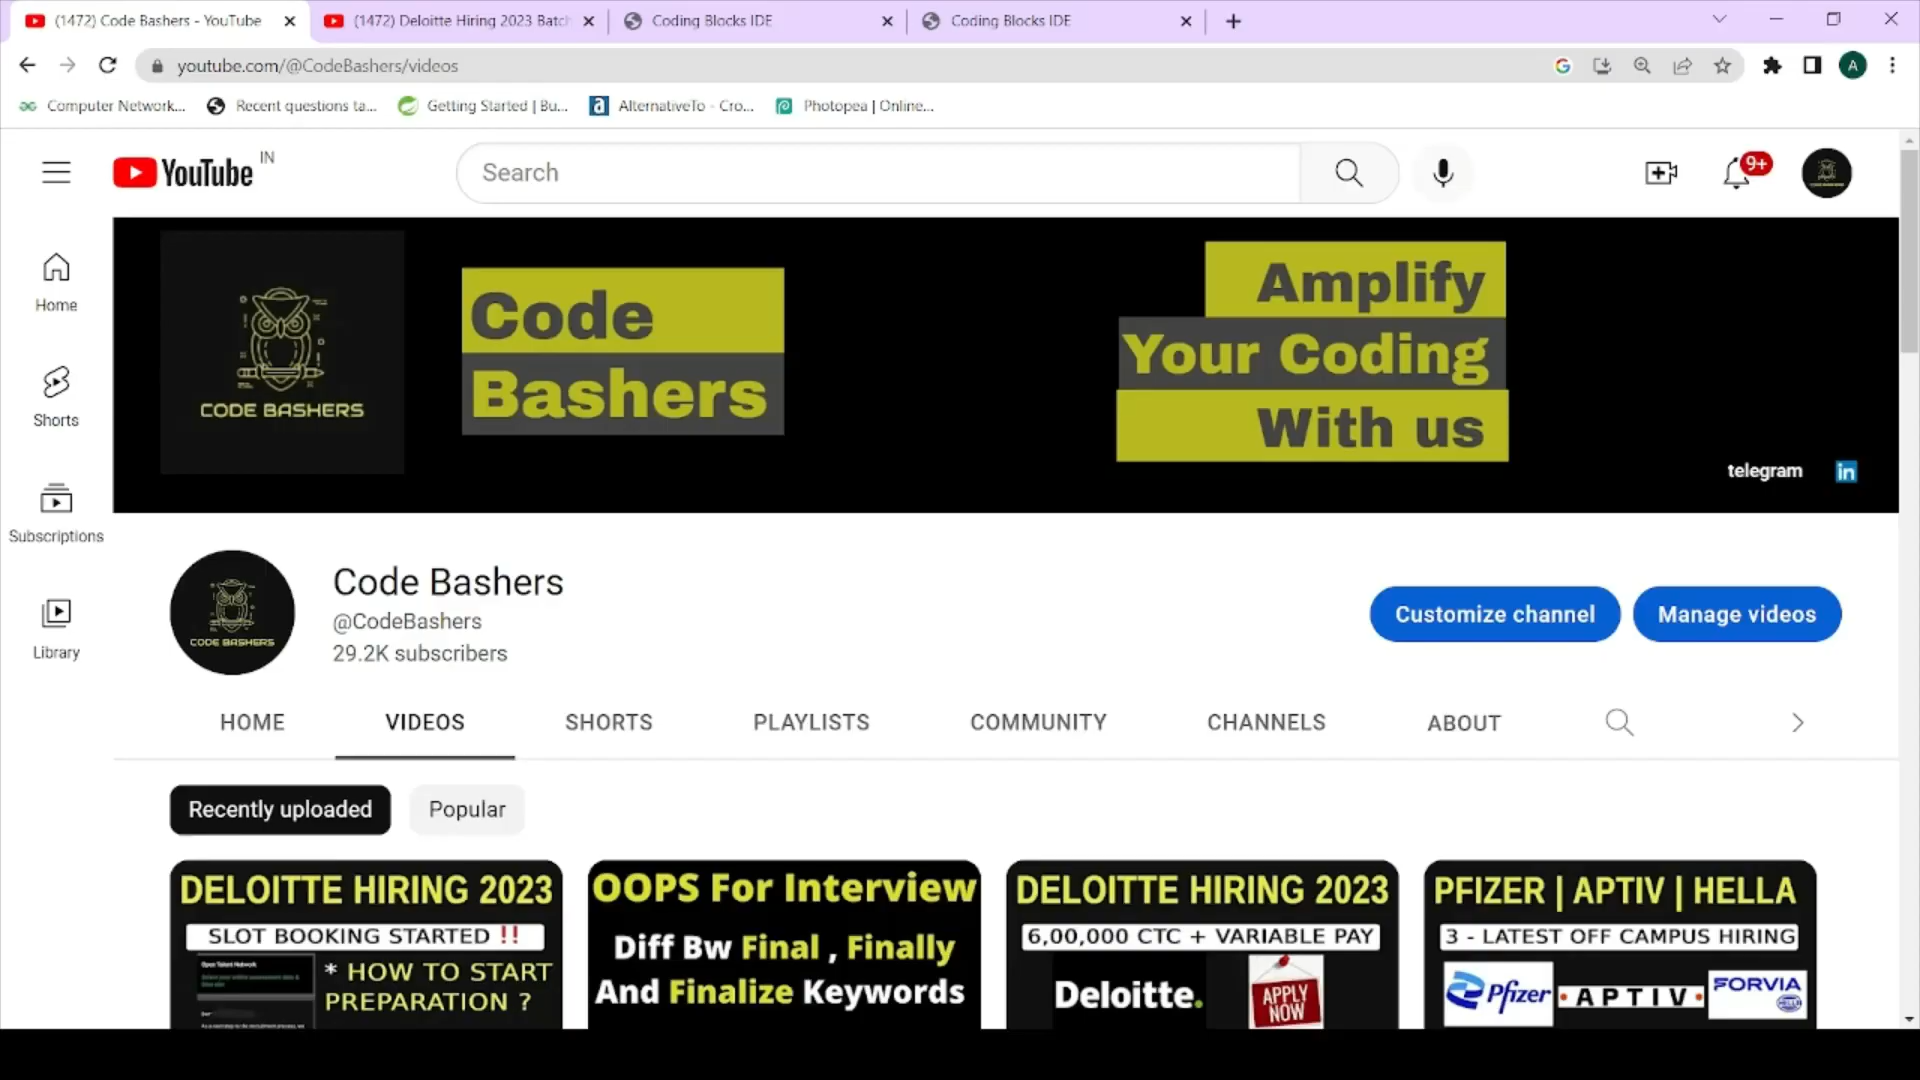 (1472) Code Bashers - YouTube
(1472) Deloitte Hiring 2023 Batch
Coding Blocks IDE
Coding Blocks IDE
youtube.com/@CodeBashers/videos
A
Computer Network...
Recent questions ta...
Getting Started | Bu...
AlternativeTo - Cro...
Photopea | Online...
YouTube IN
Search
9+
Home
Shorts
Subscriptions
Library
CODE BASHERS
Code
Bashers
Amplify
Your Coding
With us
telegram
in
CODE BASHERS
Code Bashers
@CodeBashers
29.2K subscribers
Customize channel
Manage videos
HOME
VIDEOS
SHORTS
PLAYLISTS
COMMUNITY
CHANNELS
ABOUT
Recently uploaded
Popular
DELOITTE HIRING 2023
SLOT BOOKING STARTED !!
Open Talent Network
* HOW TO START
PREPARATION ?
OOPS For Interview
Diff Bw Final , Finally
And Finalize Keywords
DELOITTE HIRING 2023
6,00,000 CTC + VARIABLE PAY
Deloitte.
APPLY
NOW
PFIZER | APTIV | HELLA
3 - LATEST OFF CAMPUS HIRING
Pfizer
• A P T I V •
FORVIA
HELLA